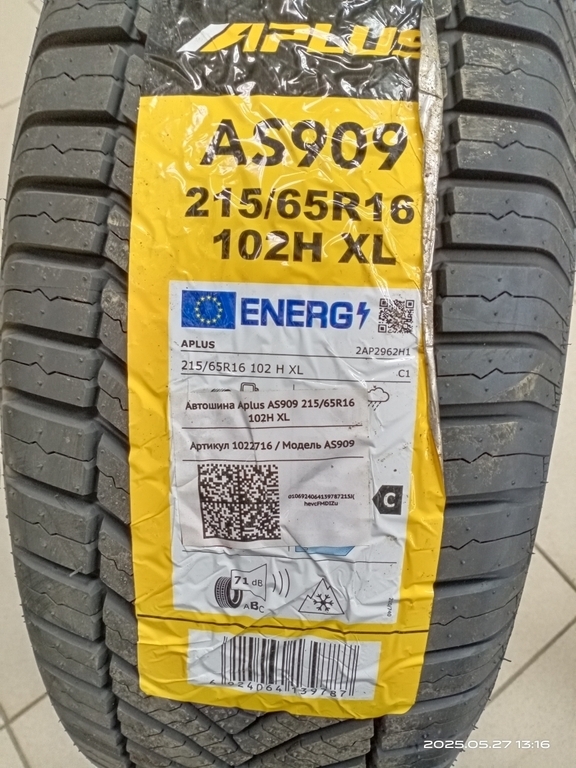 APLUS
AS909
215/65R16
102H XL
ENERG
APLUS
2AP2962H1
215/65R16 102 H XL
C1
Автошина Aplus AS909 215/65R16
102H XL
Артикул 1022716 / Модель AS909
C
71 dB
ABC
2025.05.27 13:16